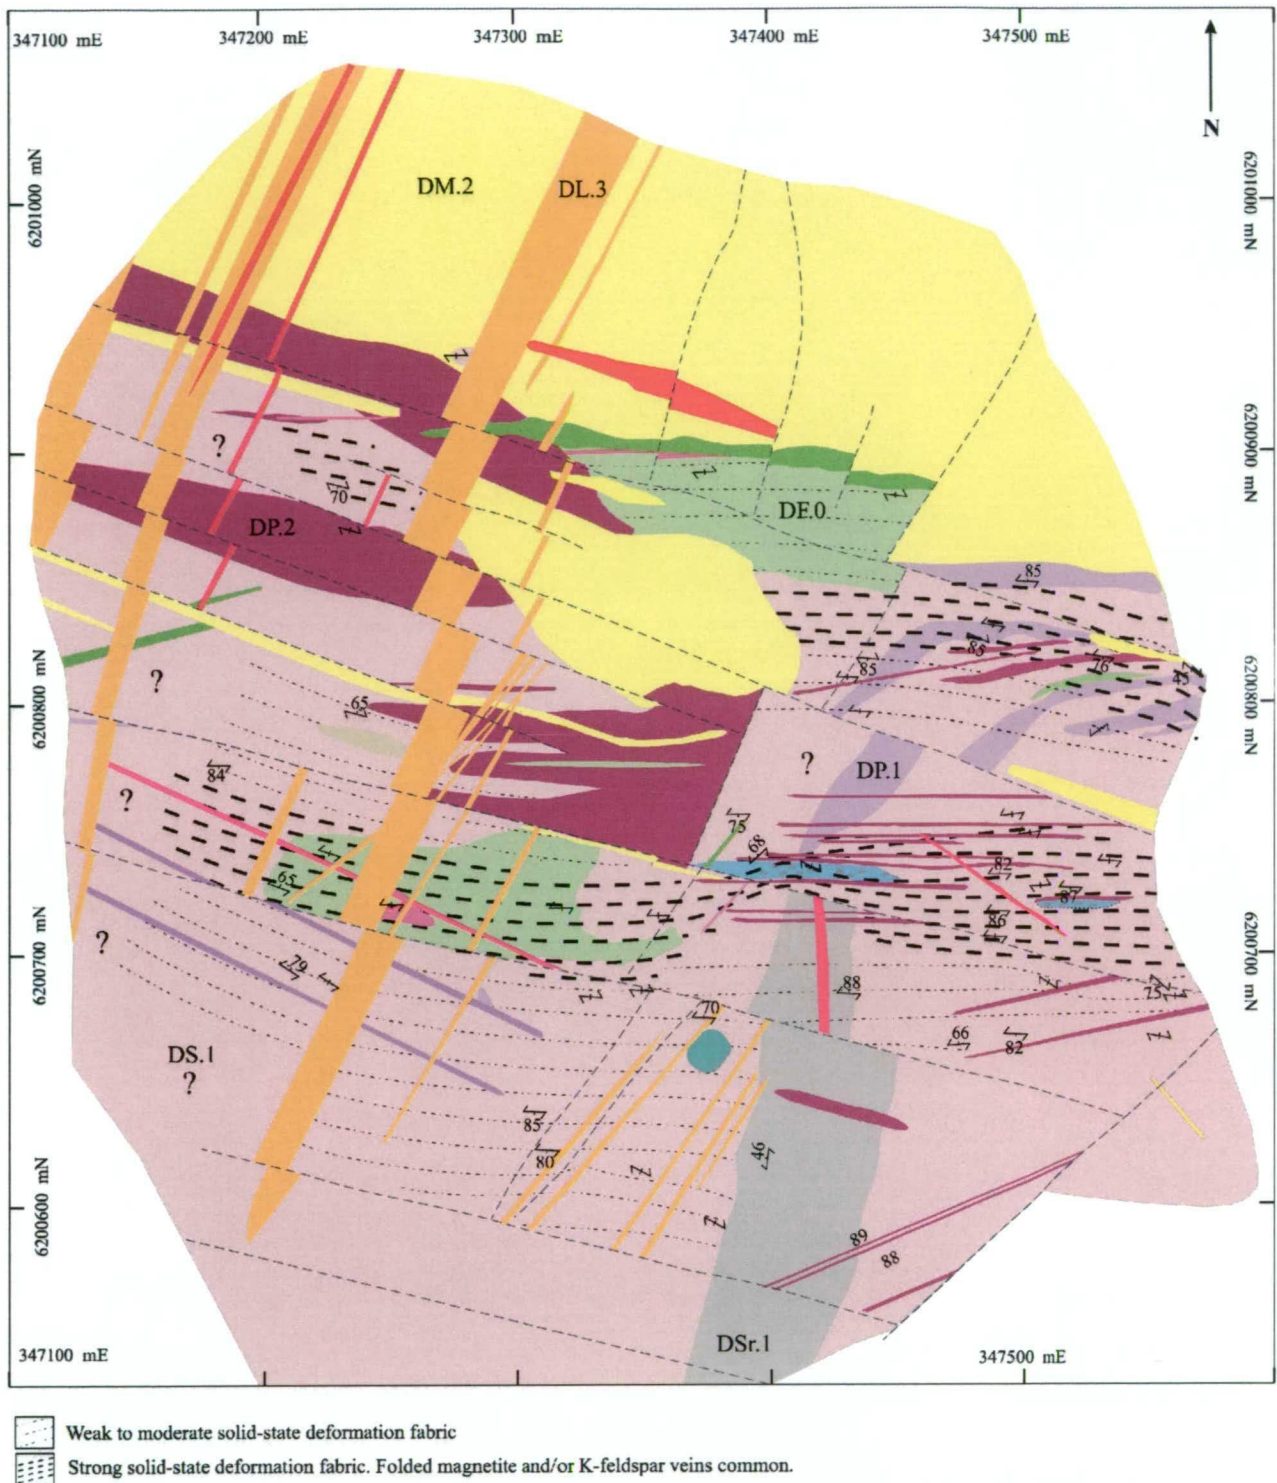 347100 mE
347200 mE
347300 mE
347400 mE
347500 mE
N
6201000 mN
6201000 mN
DM.2
DL.3
6200900 mN
?
70
DP.2
DE.0
85
85
85
76
45
6200800 mN
6200800 mN
?
65
84
?
DP.1
?
75
68
82
87
65
86
6200700 mN
6200700 mN
?
79
88
75
70
66
82
DS.1
?
85
80
46
6200600 mN
89
88
DSr.1
347100 mE
347500 mE
Weak to moderate solid-state deformation fabric
Strong solid-state deformation fabric. Folded magnetite and/or K-feldspar veins common.